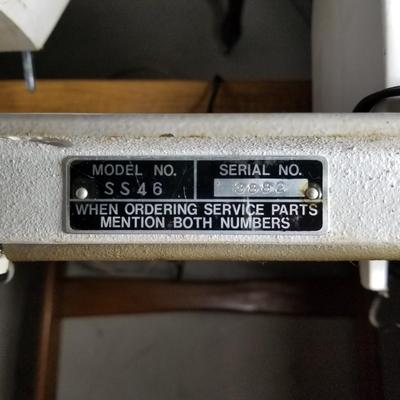 MODEL NO. SERIAL NO.
SS46
WHEN ORDERING SERVICE PARTS
MENTION BOTH NUMBERS